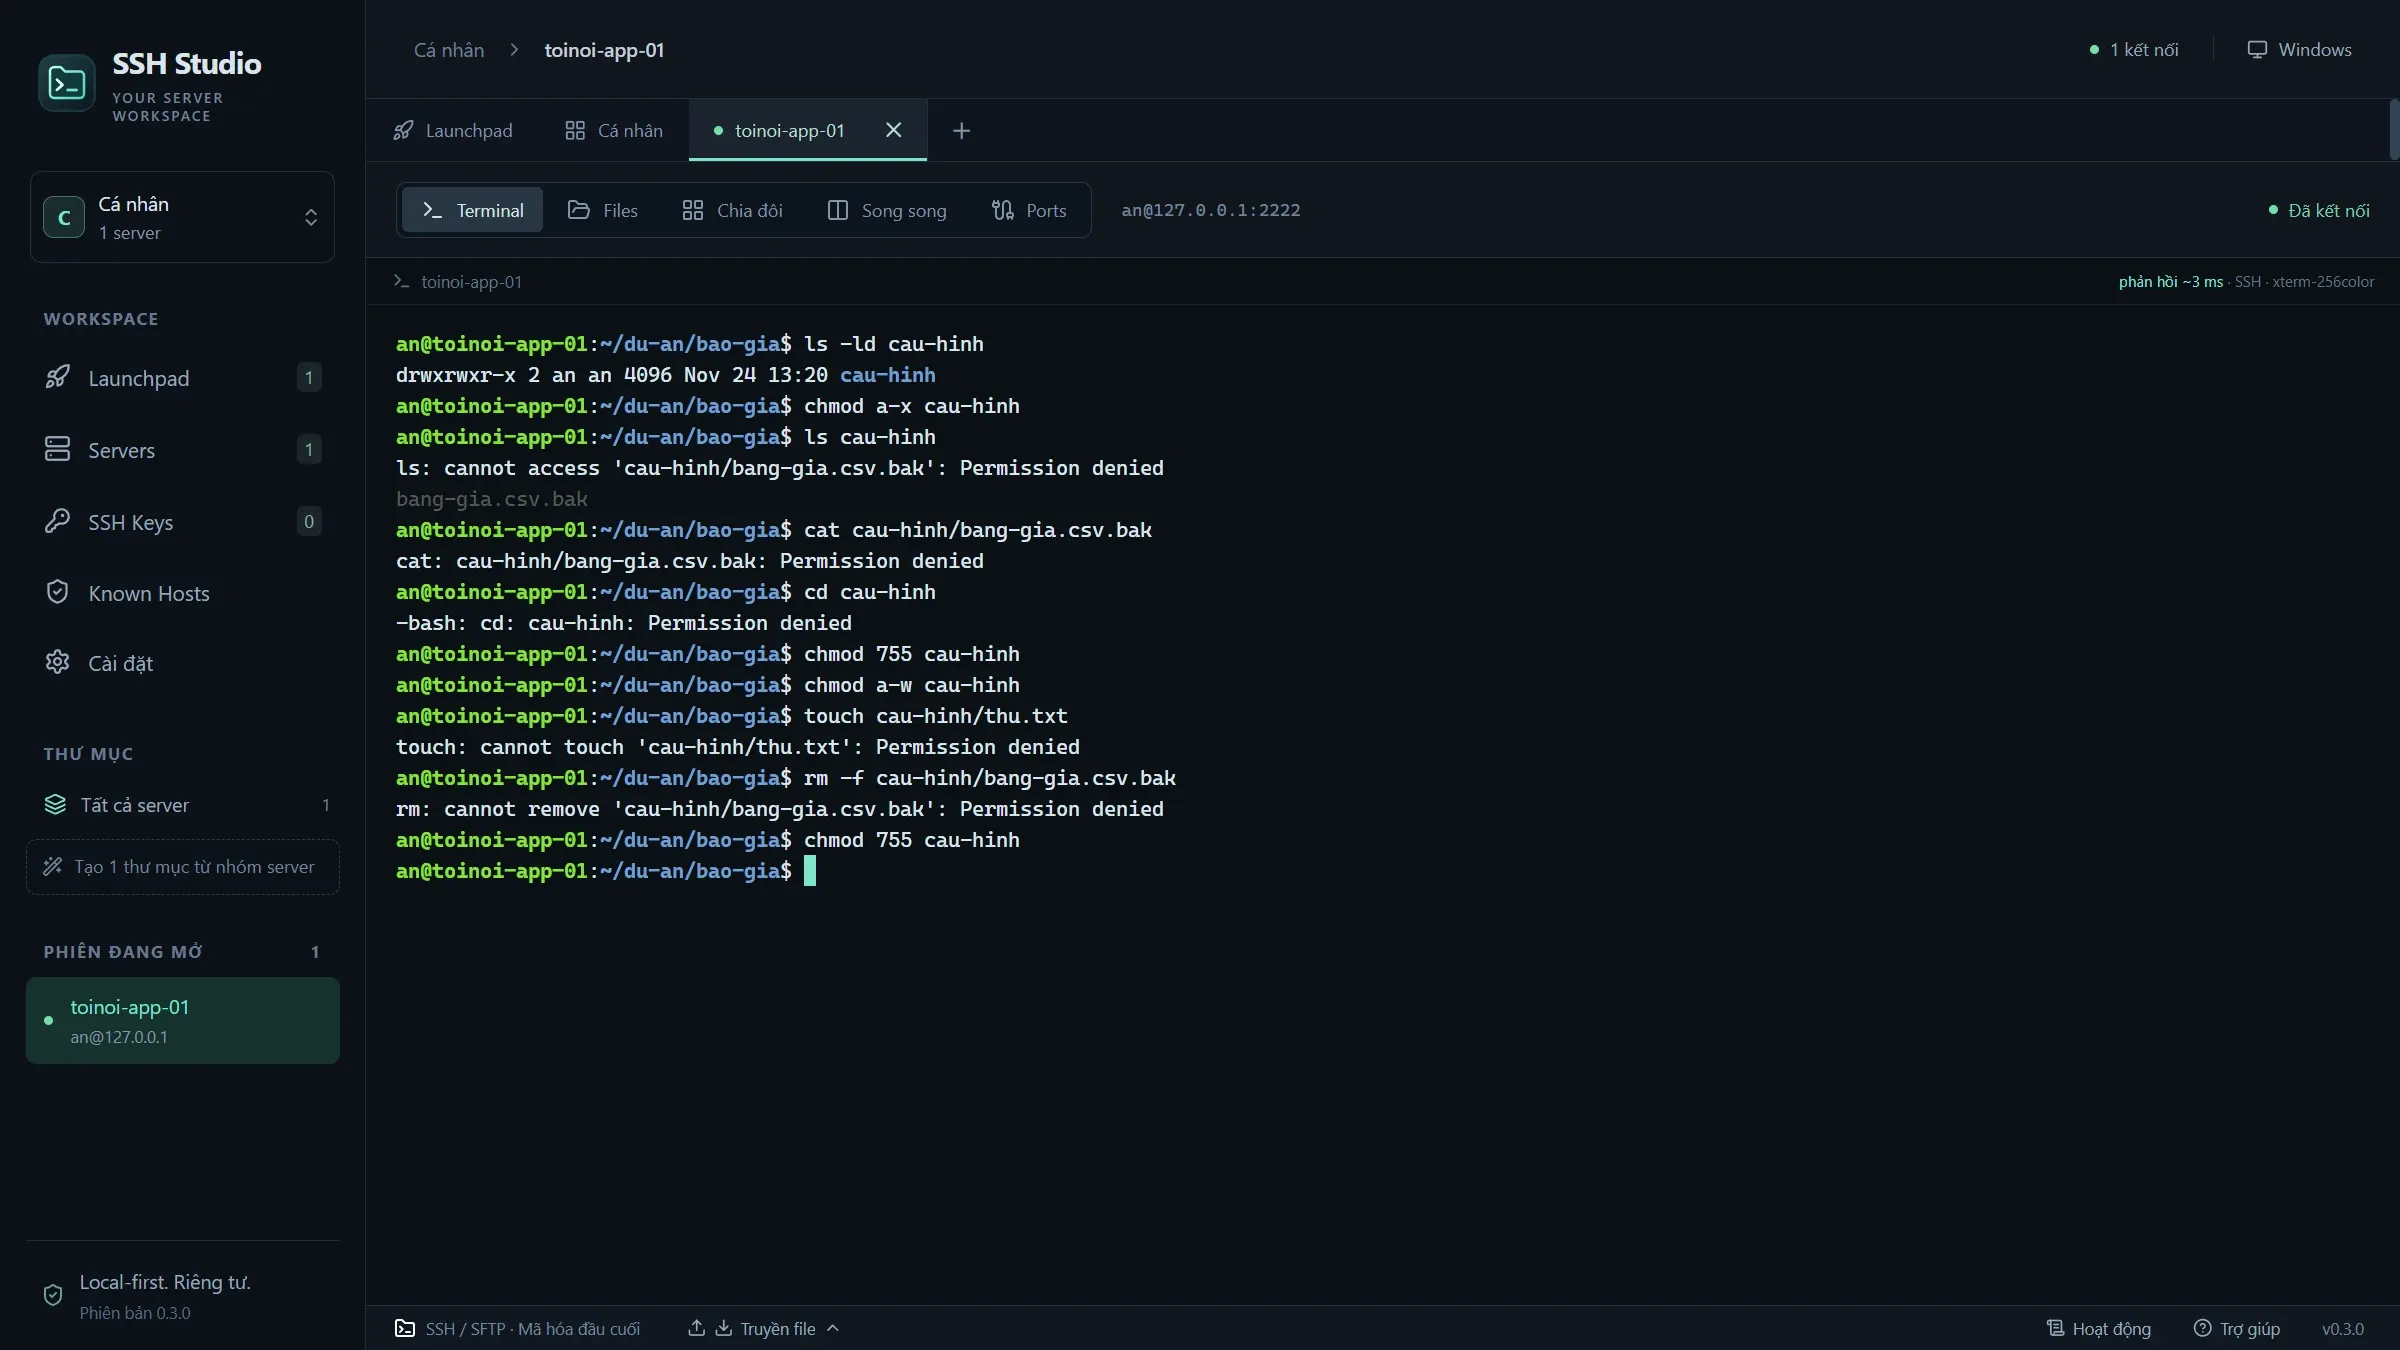 SSH Studio
YOUR SERVER
WORKSPACE
C
Cá nhân
1 server
WORKSPACE
Launchpad 1
Servers 1
SSH Keys 0
Known Hosts
Cài đặt
THƯ MỤC
Tất cả server 1
Tạo 1 thư mục từ nhóm server
PHIÊN ĐANG MỞ 1
toinoi-app-01
an@127.0.0.1
Local-first. Riêng tư.
Phiên bản 0.3.0
Cá nhân > toinoi-app-01
1 kết nối
Windows
Launchpad
Cá nhân
toinoi-app-01
Terminal
Files
Chia đôi
Song song
Ports
an@127.0.0.1:2222
Đã kết nối
toinoi-app-01
phản hồi ~3 ms · SSH · xterm-256color
an@toinoi-app-01:~/du-an/bao-gia$ ls -ld cau-hinh
drwxrwxr-x 2 an an 4096 Nov 24 13:20 cau-hinh
an@toinoi-app-01:~/du-an/bao-gia$ chmod a-x cau-hinh
an@toinoi-app-01:~/du-an/bao-gia$ ls cau-hinh
ls: cannot access 'cau-hinh/bang-gia.csv.bak': Permission denied
bang-gia.csv.bak
an@toinoi-app-01:~/du-an/bao-gia$ cat cau-hinh/bang-gia.csv.bak
cat: cau-hinh/bang-gia.csv.bak: Permission denied
an@toinoi-app-01:~/du-an/bao-gia$ cd cau-hinh
-bash: cd: cau-hinh: Permission denied
an@toinoi-app-01:~/du-an/bao-gia$ chmod 755 cau-hinh
an@toinoi-app-01:~/du-an/bao-gia$ chmod a-w cau-hinh
an@toinoi-app-01:~/du-an/bao-gia$ touch cau-hinh/thu.txt
touch: cannot touch 'cau-hinh/thu.txt': Permission denied
an@toinoi-app-01:~/du-an/bao-gia$ rm -f cau-hinh/bang-gia.csv.bak
rm: cannot remove 'cau-hinh/bang-gia.csv.bak': Permission denied
an@toinoi-app-01:~/du-an/bao-gia$ chmod 755 cau-hinh
an@toinoi-app-01:~/du-an/bao-gia$
SSH / SFTP · Mã hóa đầu cuối
Truyền file
Hoạt động
Trợ giúp
v0.3.0